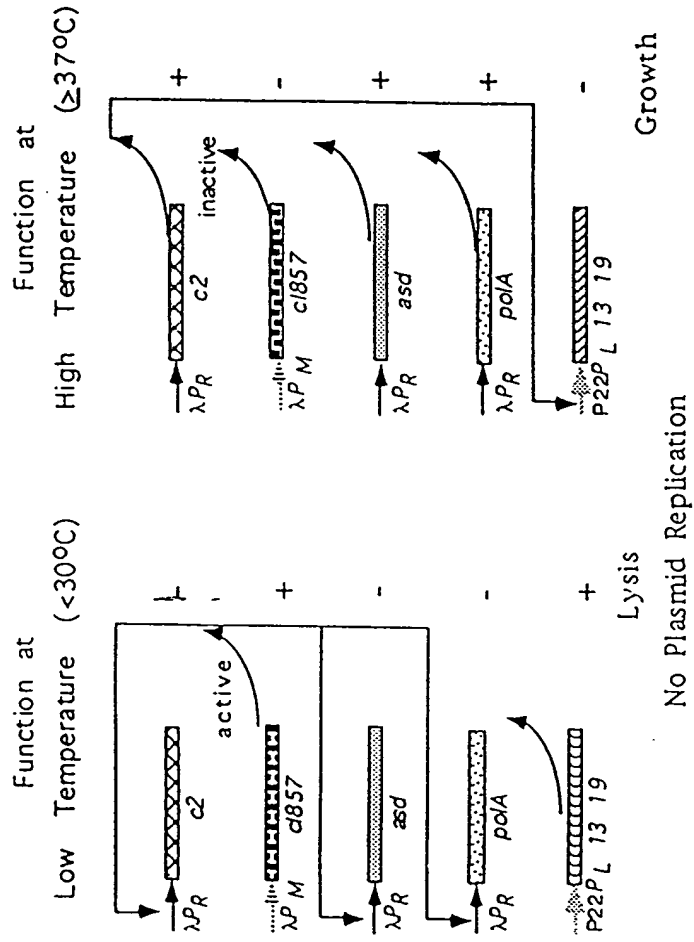 Function at
Low Temperature (<30°C)
λPR
c2
active
λPM
cI857
+
λPR
asd
-
λPR
polA
-
P22PL 13 19
+
Lysis
Function at
High Temperature (≥37°C)
λPR
c2
+
inactive
λPM
cI857
-
λPR
asd
+
λPR
polA
+
P22PL 13 19
-
Growth
No Plasmid Replication